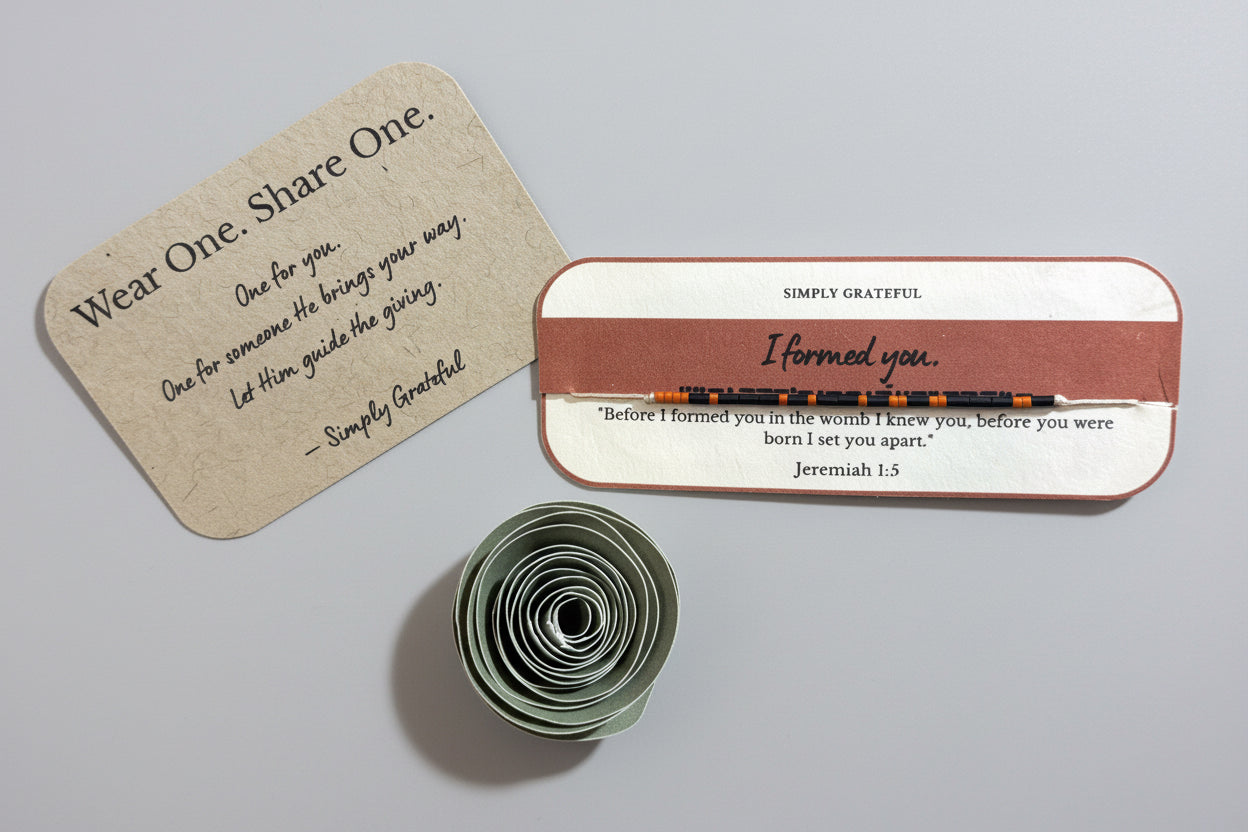 Wear One. Share One.
One for you.
One for someone He brings your way.
Let Him guide the giving.
— Simply Grateful
SIMPLY GRATEFUL
I formed you.
"Before I formed you in the womb I knew you, before you were
born I set you apart."
Jeremiah 1:5